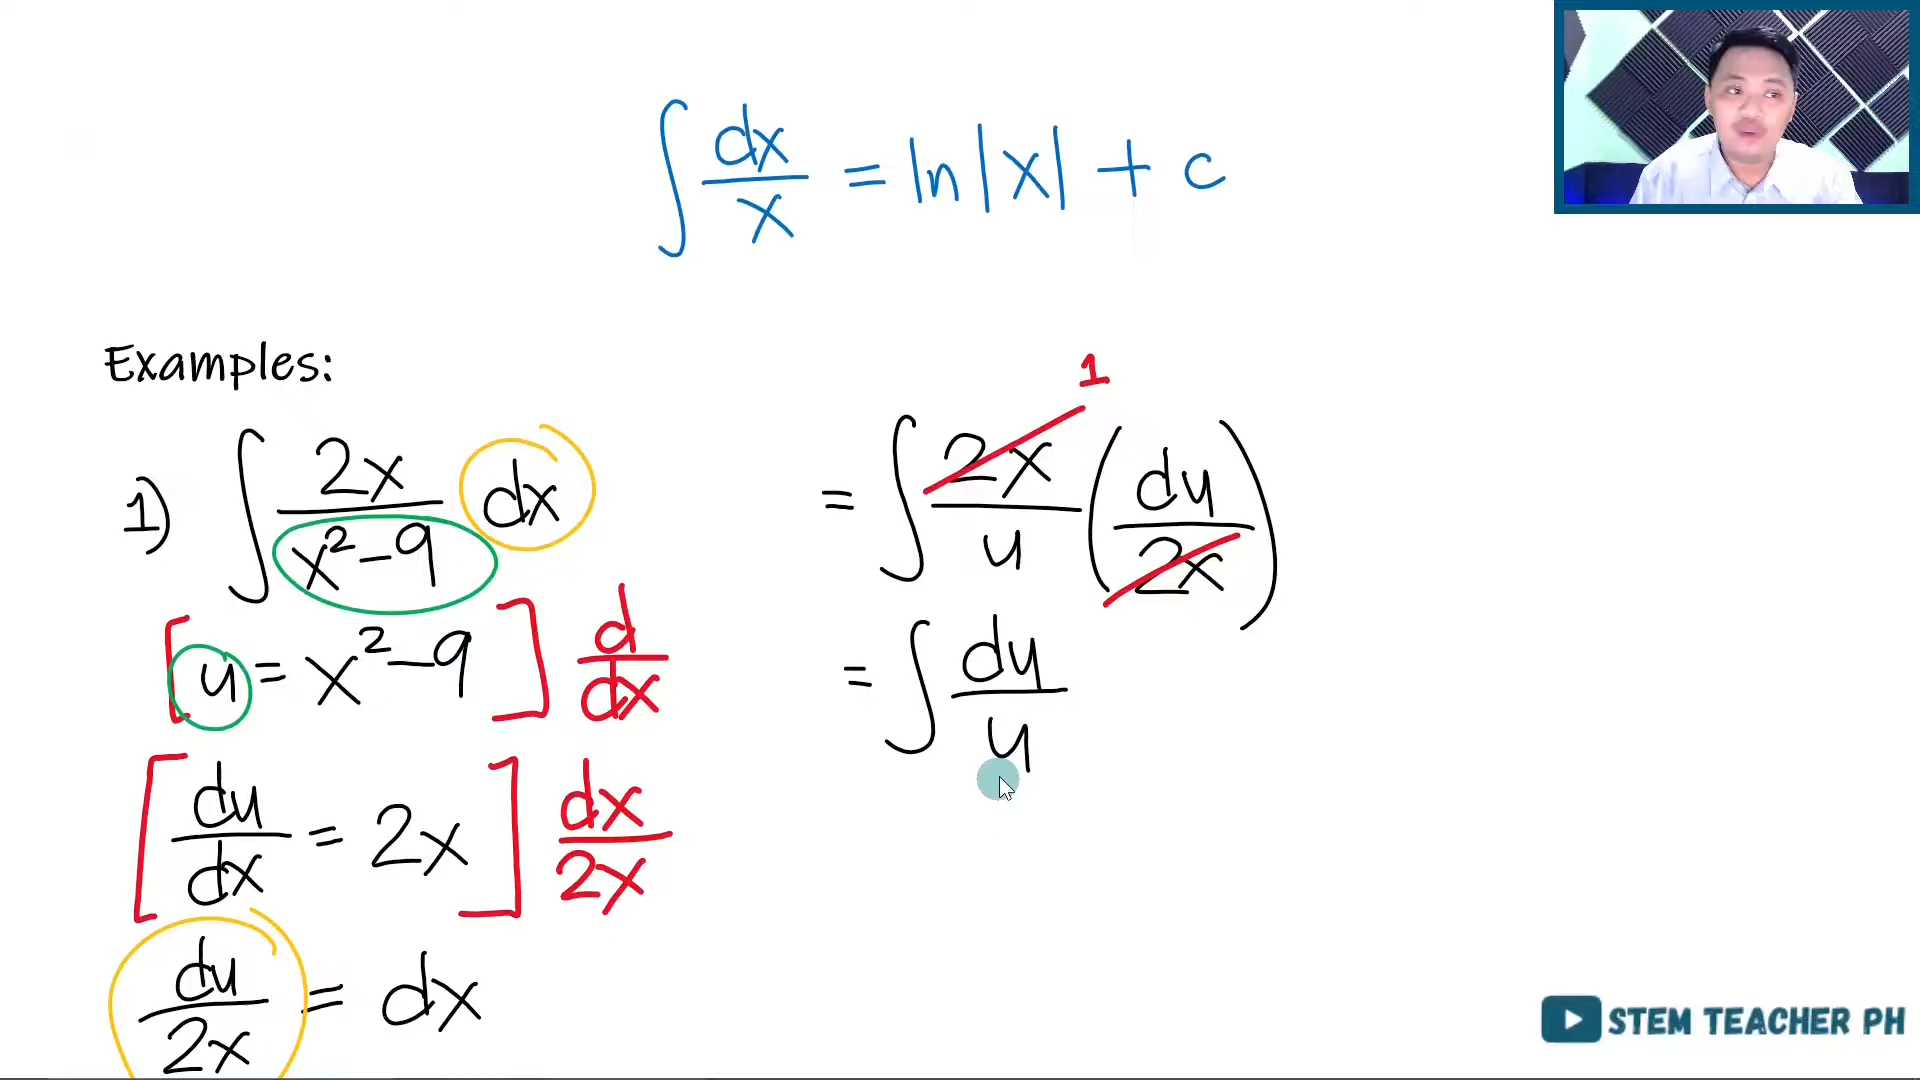 ∫ dx/x = ln|x| + c
Examples:
1) ∫ 2x/(x²-9) dx
[u = x²-9] d/dx
[du/dx = 2x] dx/2x
du/2x = dx
1
= ∫ 2x/u (du/2x)
= ∫ du/u
STEM TEACHER PH